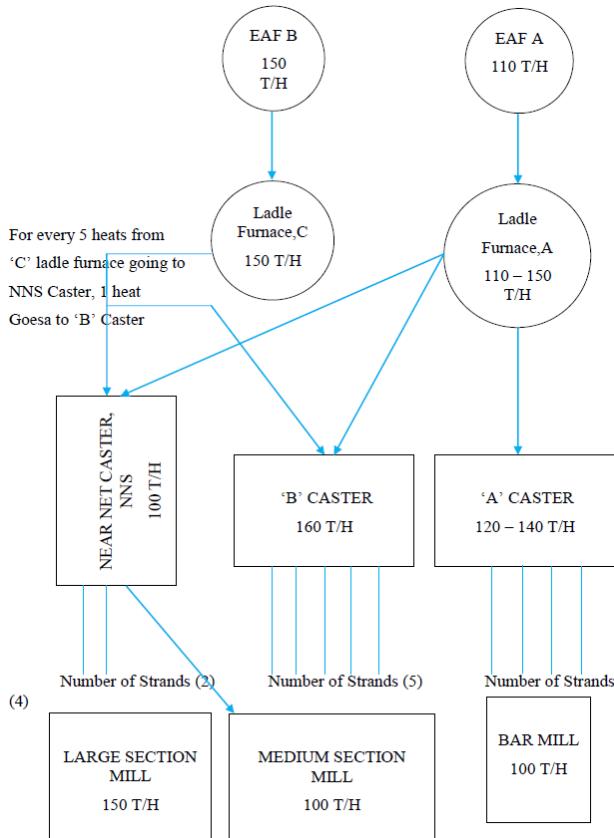 EAF B
150
T/H
EAF A
110 T/H
Ladle
Furnace,C
150 T/H
Ladle
Furnace,A
110 – 150
T/H
For every 5 heats from
‘C’ ladle furnace going to
NNS Caster, 1 heat
Goesa to ‘B’ Caster
NEAR NET CASTER,
NNS
100 T/H
‘B’ CASTER
160 T/H
‘A’ CASTER
120 – 140 T/H
Number of Strands (2)
Number of Strands (5)
Number of Strands
(4)
LARGE SECTION
MILL
150 T/H
MEDIUM SECTION
MILL
100 T/H
BAR MILL
100 T/H